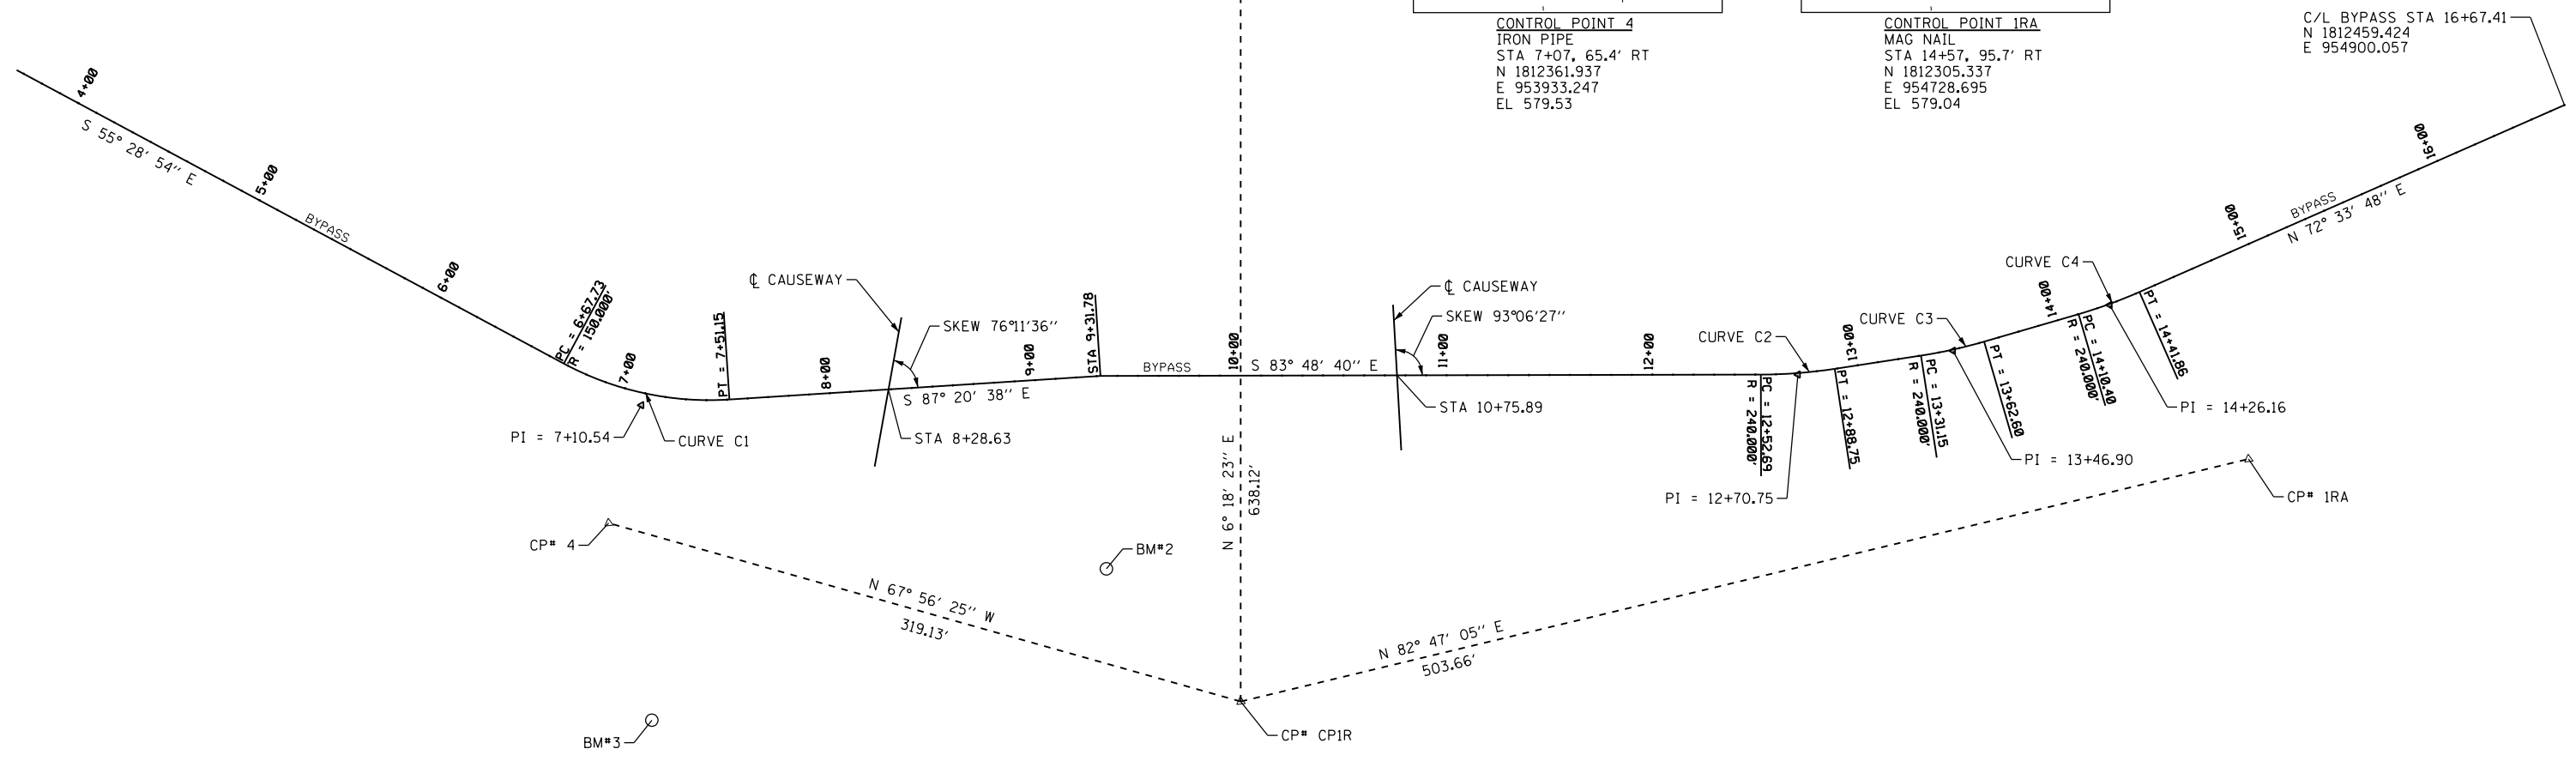 CONTROL POINT 4
IRON PIPE
STA 7+07, 65.4' RT
N 1812361.937
E 953933.247
EL 579.53
CONTROL POINT 1RA
MAG NAIL
STA 14+57, 95.7' RT
N 1812305.337
E 954728.695
EL 579.04
C/L BYPASS STA 16+67.41
N 1812459.424
E 954900.057
4+00
S 55° 28' 54'' E
5+00
BYPASS
6+00
PC = 6+67.73
R = 150.000'
7+00
PI = 7+10.54
CURVE C1
PT = 7+51.15
8+00
℄ CAUSEWAY
SKEW 76°11'36''
STA 8+28.63
S 87° 20' 38'' E
9+00
STA 9+31.78
BYPASS
10+00
S 83° 48' 40'' E
℄ CAUSEWAY
SKEW 93°06'27''
STA 10+75.89
11+00
12+00
CURVE C2
PC = 12+52.69
R = 240.000'
PI = 12+70.75
PT = 12+88.75
13+00
CURVE C3
PC = 13+31.15
R = 240.000'
PI = 13+46.90
PT = 13+62.60
14+00
CURVE C4
PC = 14+10.40
R = 240.000'
PI = 14+26.16
PT = 14+41.86
15+00
BYPASS
N 72° 33' 48'' E
16+00
N 6° 18' 23'' E
638.12'
CP# 4
BM#2
N 67° 56' 25'' W
319.13'
N 82° 47' 05'' E
503.66'
CP# 1RA
BM#3
CP# CP1R